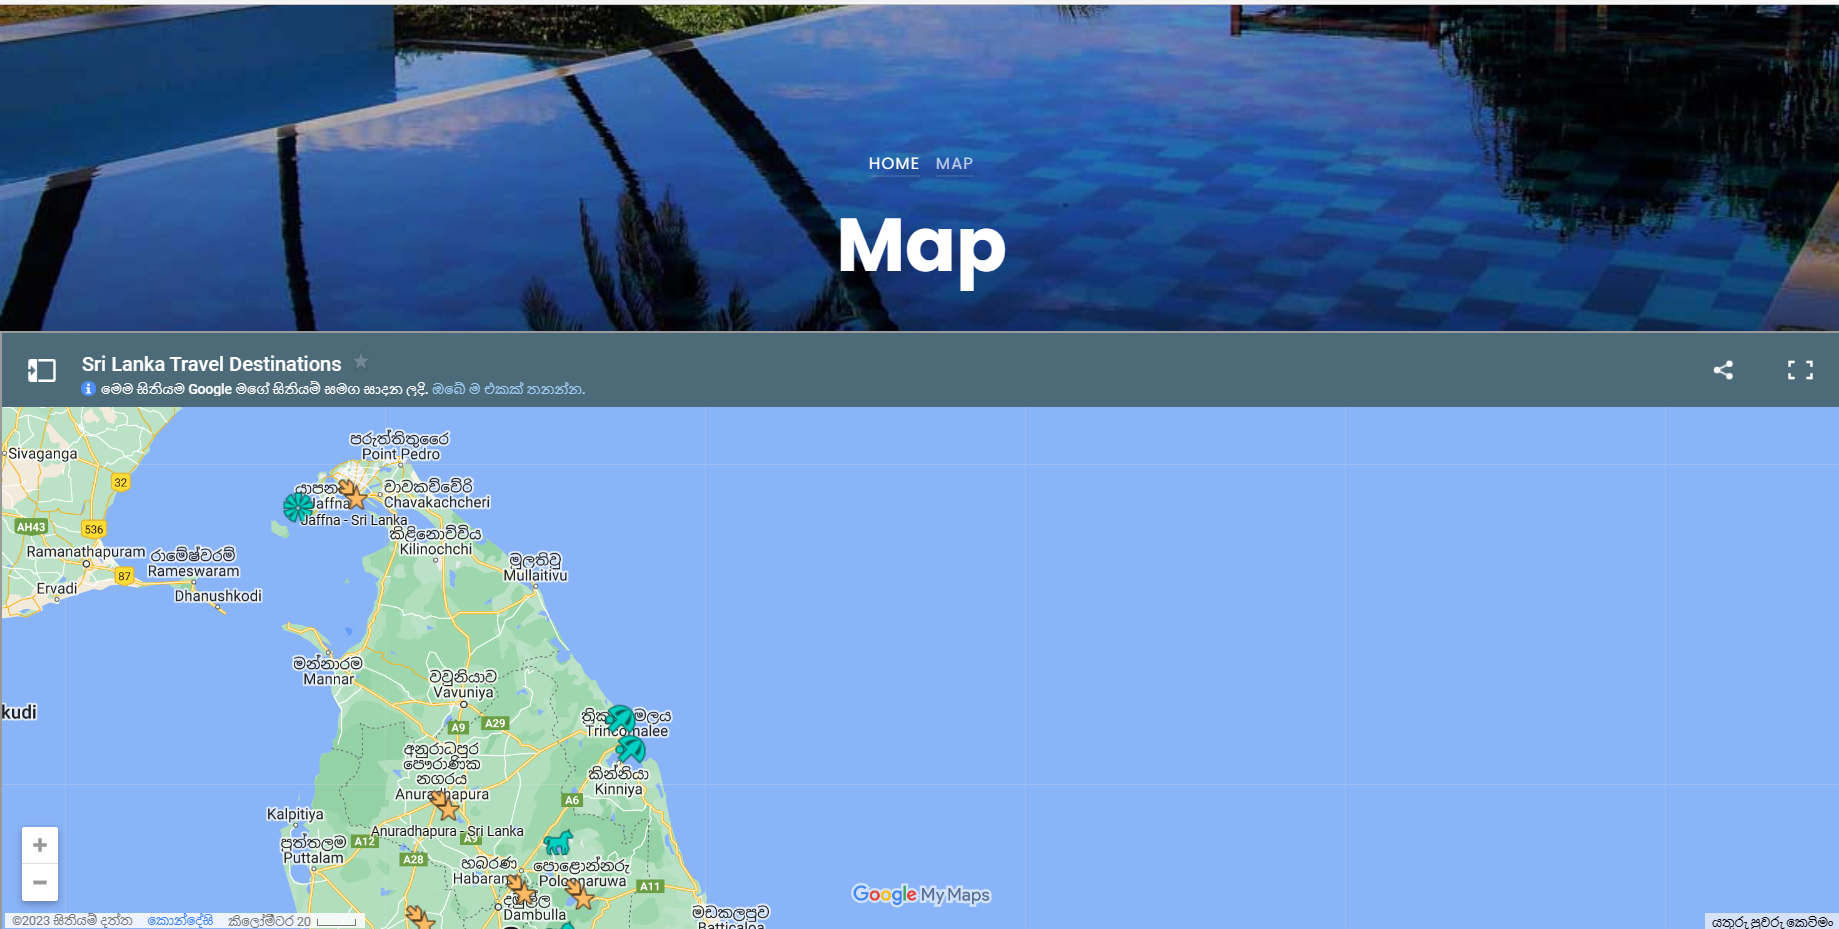 HOME MAP
Map
Sri Lanka Travel Destinations
මෙම සිතියම Google මගේ සිතියම් සමග සාදන ලදි. ඔබේ ම එකක් තනන්න.
பருத்தித்துறை
Point Pedro
Sivaganga
32
චාවකච්චේරි
Jaffna
Chavakachcheri
Jaffna - Sri Lanka
AH43
536
කිළිනොච්චිය
Kilinochchi
Ramanathapuram
රාමේෂ්වරම්
Rameswaram
මුලතිව්
Mullaitivu
87
Ervadi
Dhanushkodi
මන්නාරම
Mannar
වවුනියාව
Vavuniya
kudi
A9
A29
Trincomalee
අනුරාධපුර
පෞරාණික
නගරය
Anuradhapura
කින්නියා
Kinniya
A6
Kalpitiya
Anuradhapura - Sri Lanka
A9
පුත්තලම
Puttalam
A12
A28
හබරණ
Habarana
පොළොන්නරු
Polonnaruwa
A11
Dambulla
මඩකලපුව
Batticaloa
+
−
Google My Maps
©2023 සිතියම් දත්ත කොන්දේසි කිලෝමීටර 20
යතුරු පුවරු කෙටිමං